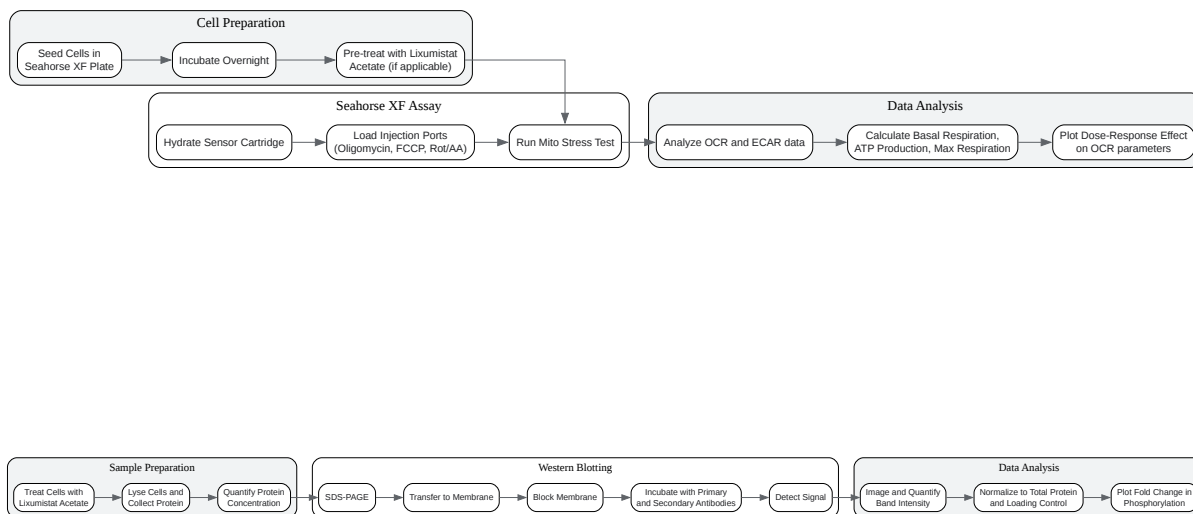 Cell Preparation
Seed Cells in
Seahorse XF Plate
Incubate Overnight
Pre-treat with Lixumistat
Acetate (if applicable)
Seahorse XF Assay
Hydrate Sensor Cartridge
Load Injection Ports
(Oligomycin, FCCP, Rot/AA)
Run Mito Stress Test
Data Analysis
Analyze OCR and ECAR data
Calculate Basal Respiration,
ATP Production, Max Respiration
Plot Dose-Response Effect
on OCR parameters
Sample Preparation
Treat Cells with
Lixumistat Acetate
Lyse Cells and
Collect Protein
Quantify Protein
Concentration
Western Blotting
SDS-PAGE
Transfer to Membrane
Block Membrane
Incubate with Primary
and Secondary Antibodies
Detect Signal
Data Analysis
Image and Quantify
Band Intensity
Normalize to Total Protein
and Loading Control
Plot Fold Change in
Phosphorylation